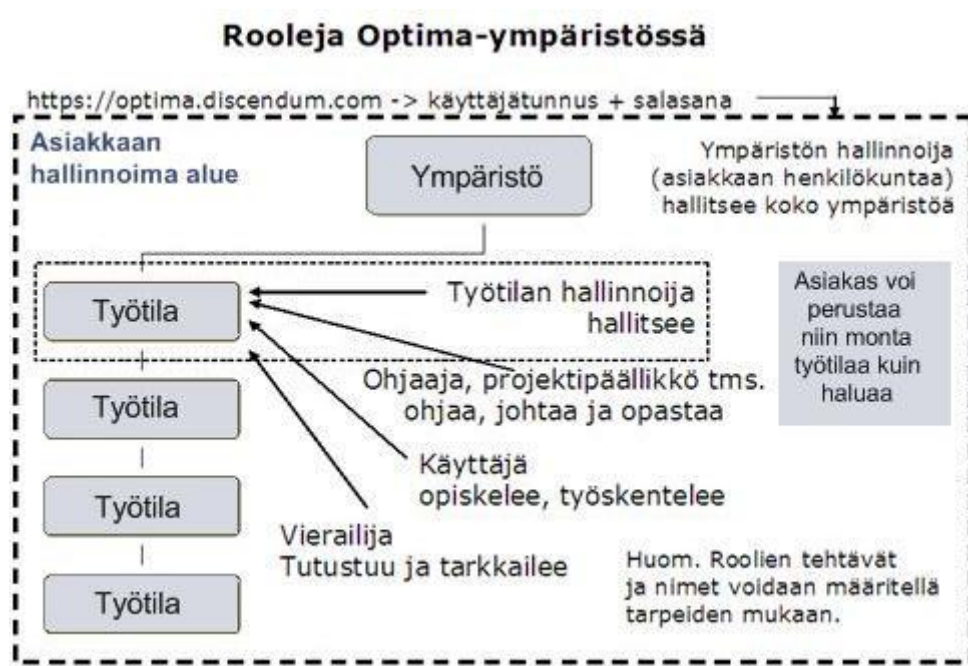 Rooleja Optima-ympäristössä
https://optima.discendum.com -> käyttäjätunnus + salasana
Asiakkaan
hallinnoima alue
Ympäristö
Ympäristön hallinnoija
(asiakkaan henkilökuntaa)
hallitsee koko ympäristöä
Työtila
Työtilan hallinnoija
hallitsee
Asiakas voi
perustaa
niin monta
työtilaa kuin
haluaa
Ohjaaja, projektipäällikkö tms.
ohjaa, johtaa ja opastaa
Työtila
Käyttäjä
opiskelee, työskentelee
Työtila
Vierailija
Tutustuu ja tarkkailee
Työtila
Huom. Roolien tehtävät
ja nimet voidaan määritellä
tarpeiden mukaan.